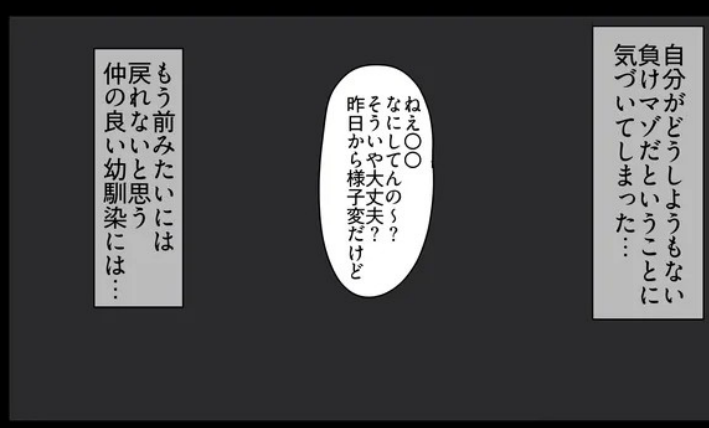 自分がどうしようもない
負けマゾだということに
気づいてしまった…
ねえ〇〇
なにしてんの～？
そういや大丈夫？
昨日から様子変だけど
もう前みたいには
戻れないと思う
仲の良い幼馴染には…